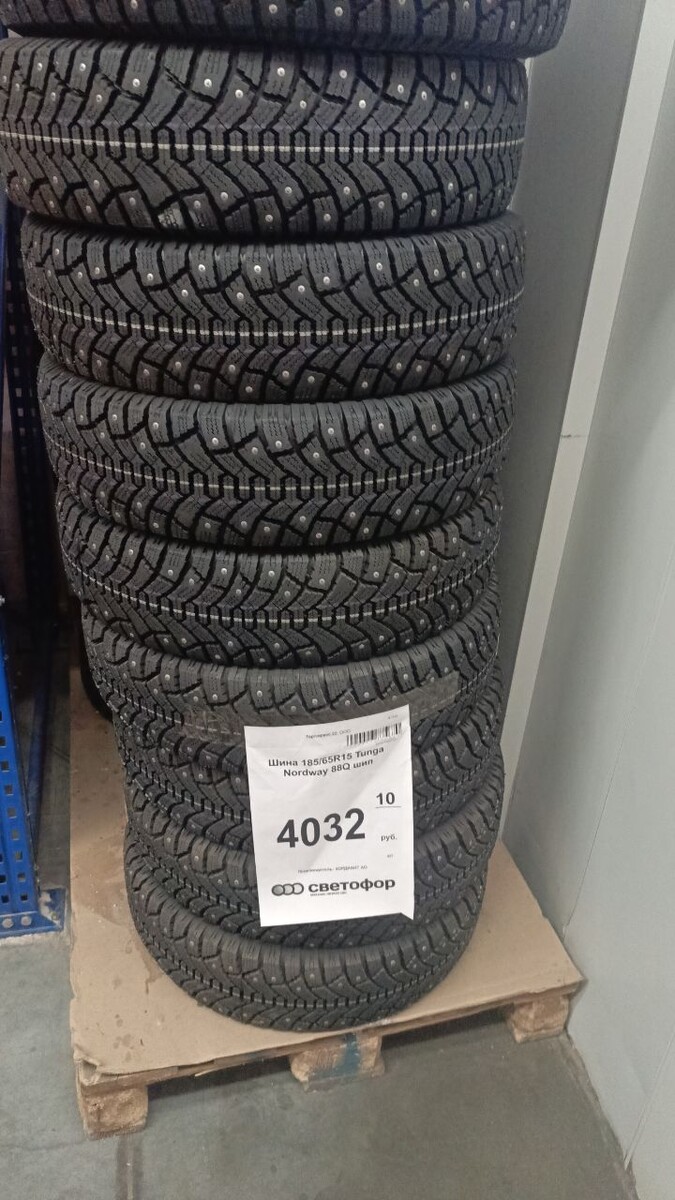 Шина 185/65R15 Tunga
Nordway 88Q шип
4032
10
руб.
светофор